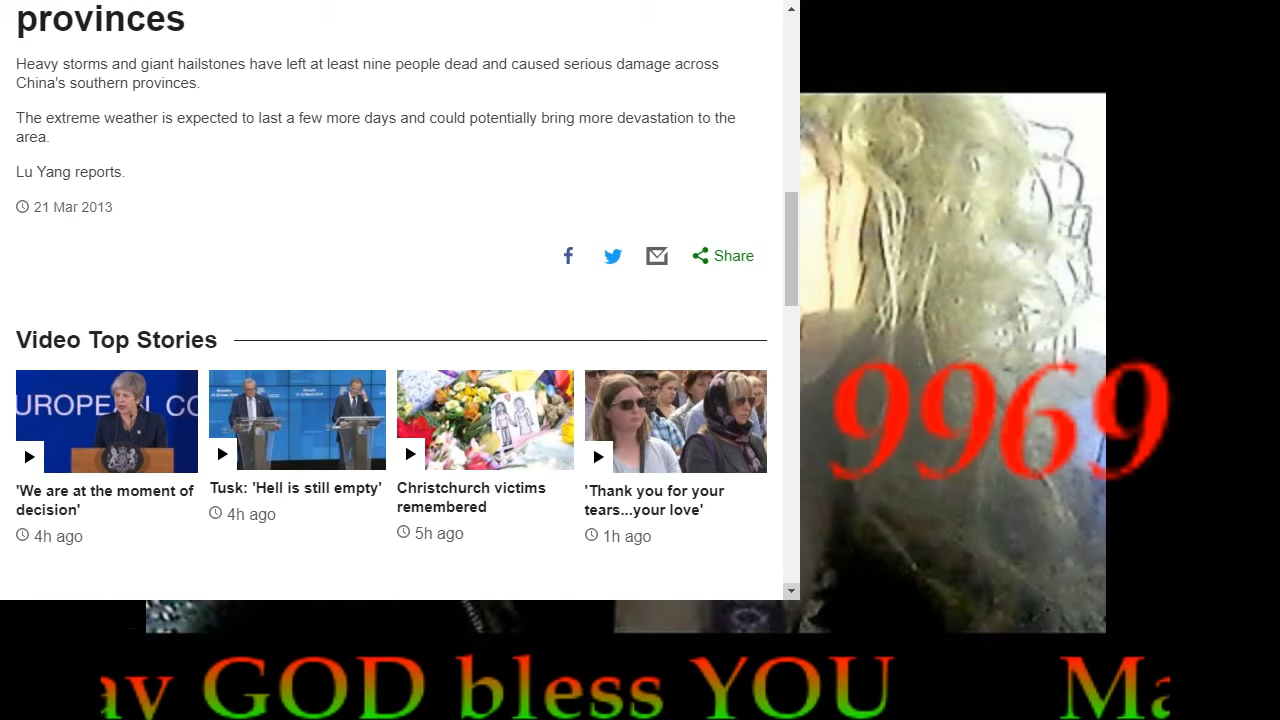 provinces
Heavy storms and giant hailstones have left at least nine people dead and caused serious damage across
China's southern provinces.
The extreme weather is expected to last a few more days and could potentially bring more devastation to the
area.
Lu Yang reports.
21 Mar 2013
Share
Video Top Stories
UROPE N CO
'We are at the moment of
decision'
4h ago
Tusk: 'Hell is still empty'
4h ago
Christchurch victims
remembered
5h ago
'Thank you for your
tears...your love'
1h ago
9969
ay GOD bless YOU Ma